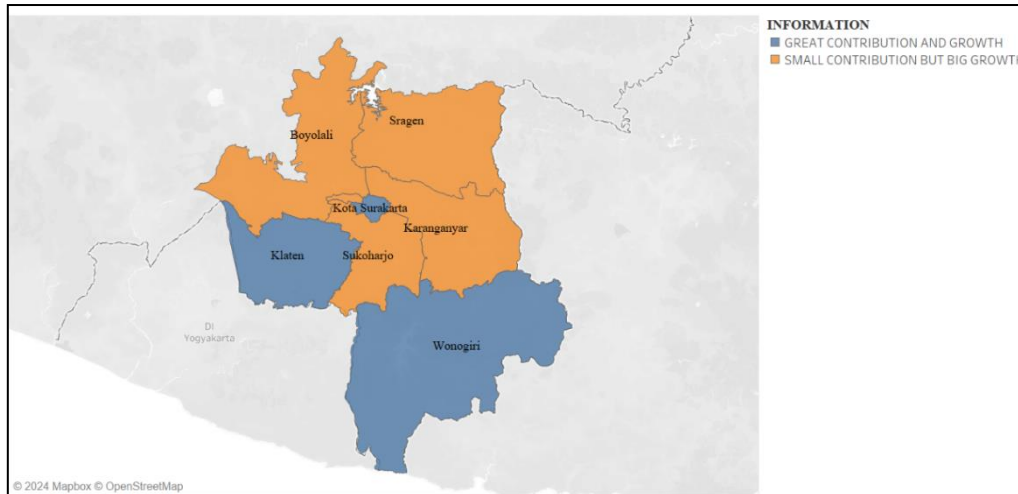 INFORMATION
GREAT CONTRIBUTION AND GROWTH
SMALL CONTRIBUTION BUT BIG GROWTH
Boyolali
Sragen
Kota Surakarta
Karanganyar
Klaten
Sukoharjo
DI
Yogyakarta
Wonogiri
© 2024 Mapbox © OpenStreetMap